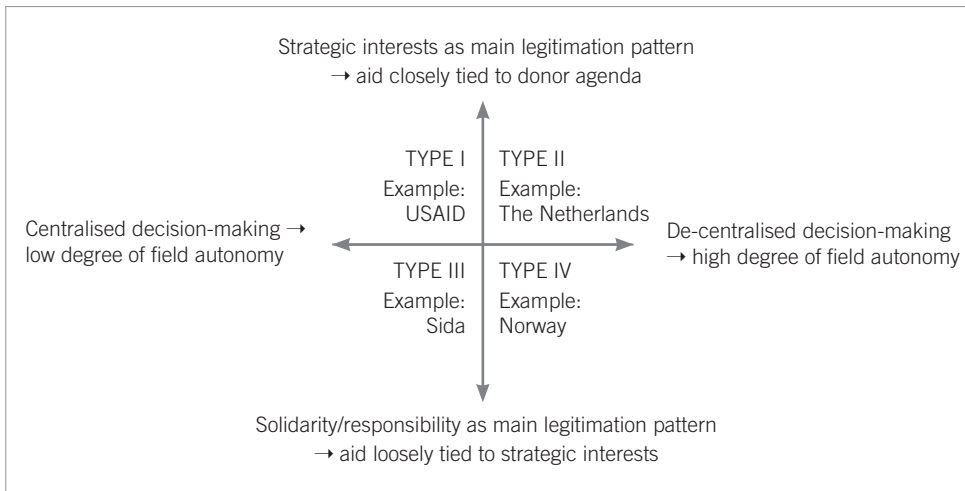 Strategic interests as main legitimation pattern
→ aid closely tied to donor agenda
TYPE I
Example:
USAID
TYPE II
Example:
The Netherlands
Centralised decision-making →
low degree of field autonomy
De-centralised decision-making
→ high degree of field autonomy
TYPE III
Example:
Sida
TYPE IV
Example:
Norway
Solidarity/responsibility as main legitimation pattern
→ aid loosely tied to strategic interests